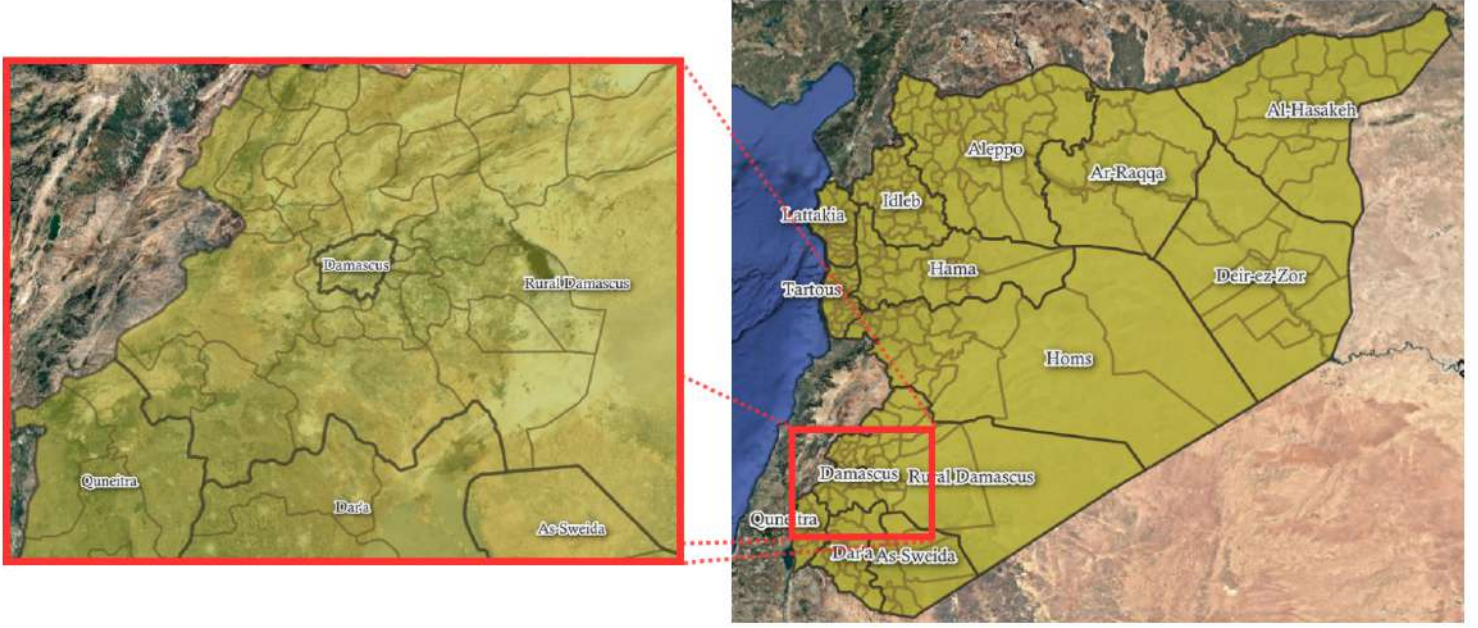 Damascus
Rural Damascus
Quneitra
Dar'a
As-Sweida
Al-Hasakeh
Aleppo
Ar-Raqqa
Idleb
Lattakia
Hama
Deir-ez-Zor
Tartous
Homs
Damascus
Rural Damascus
Quneitra
Dar'a
As-Sweida